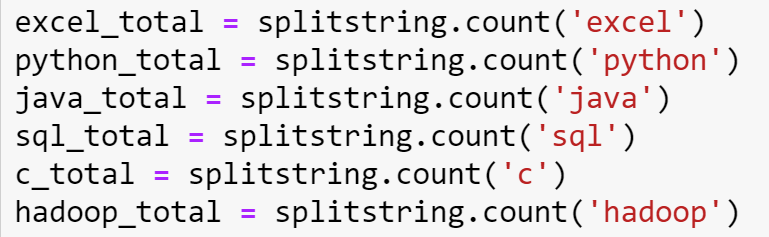 excel_total = splitstring.count('excel')
python_total = splitstring.count('python')
java_total = splitstring.count('java')
sql_total = splitstring.count('sql')
c_total = splitstring.count('c')
hadoop_total = splitstring.count('hadoop')